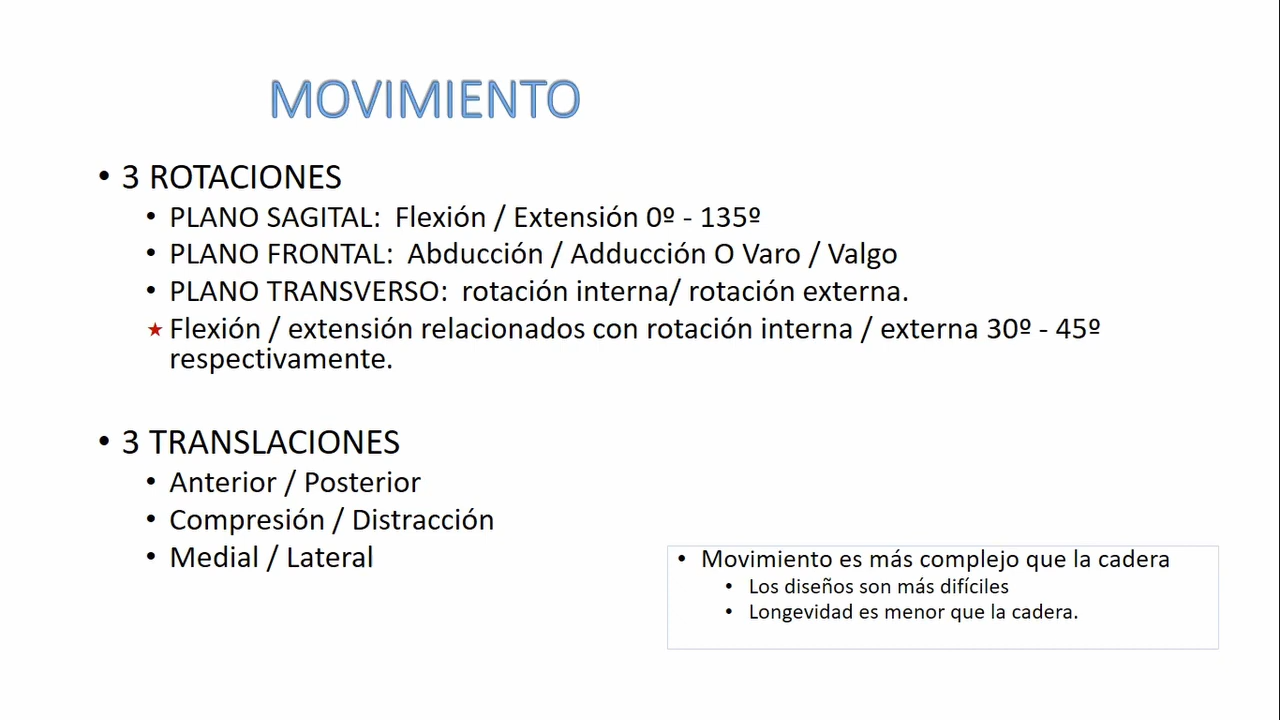 MOVIMIENTO
• 3 ROTACIONES
• PLANO SAGITAL: Flexión / Extensión 0º - 135º
• PLANO FRONTAL: Abducción / Adducción O Varo / Valgo
• PLANO TRANSVERSO: rotación interna/ rotación externa.
★ Flexión / extensión relacionados con rotación interna / externa 30º - 45º
respectivamente.
• 3 TRANSLACIONES
• Anterior / Posterior
• Compresión / Distracción
• Medial / Lateral
• Movimiento es más complejo que la cadera
• Los diseños son más difíciles
• Longevidad es menor que la cadera.